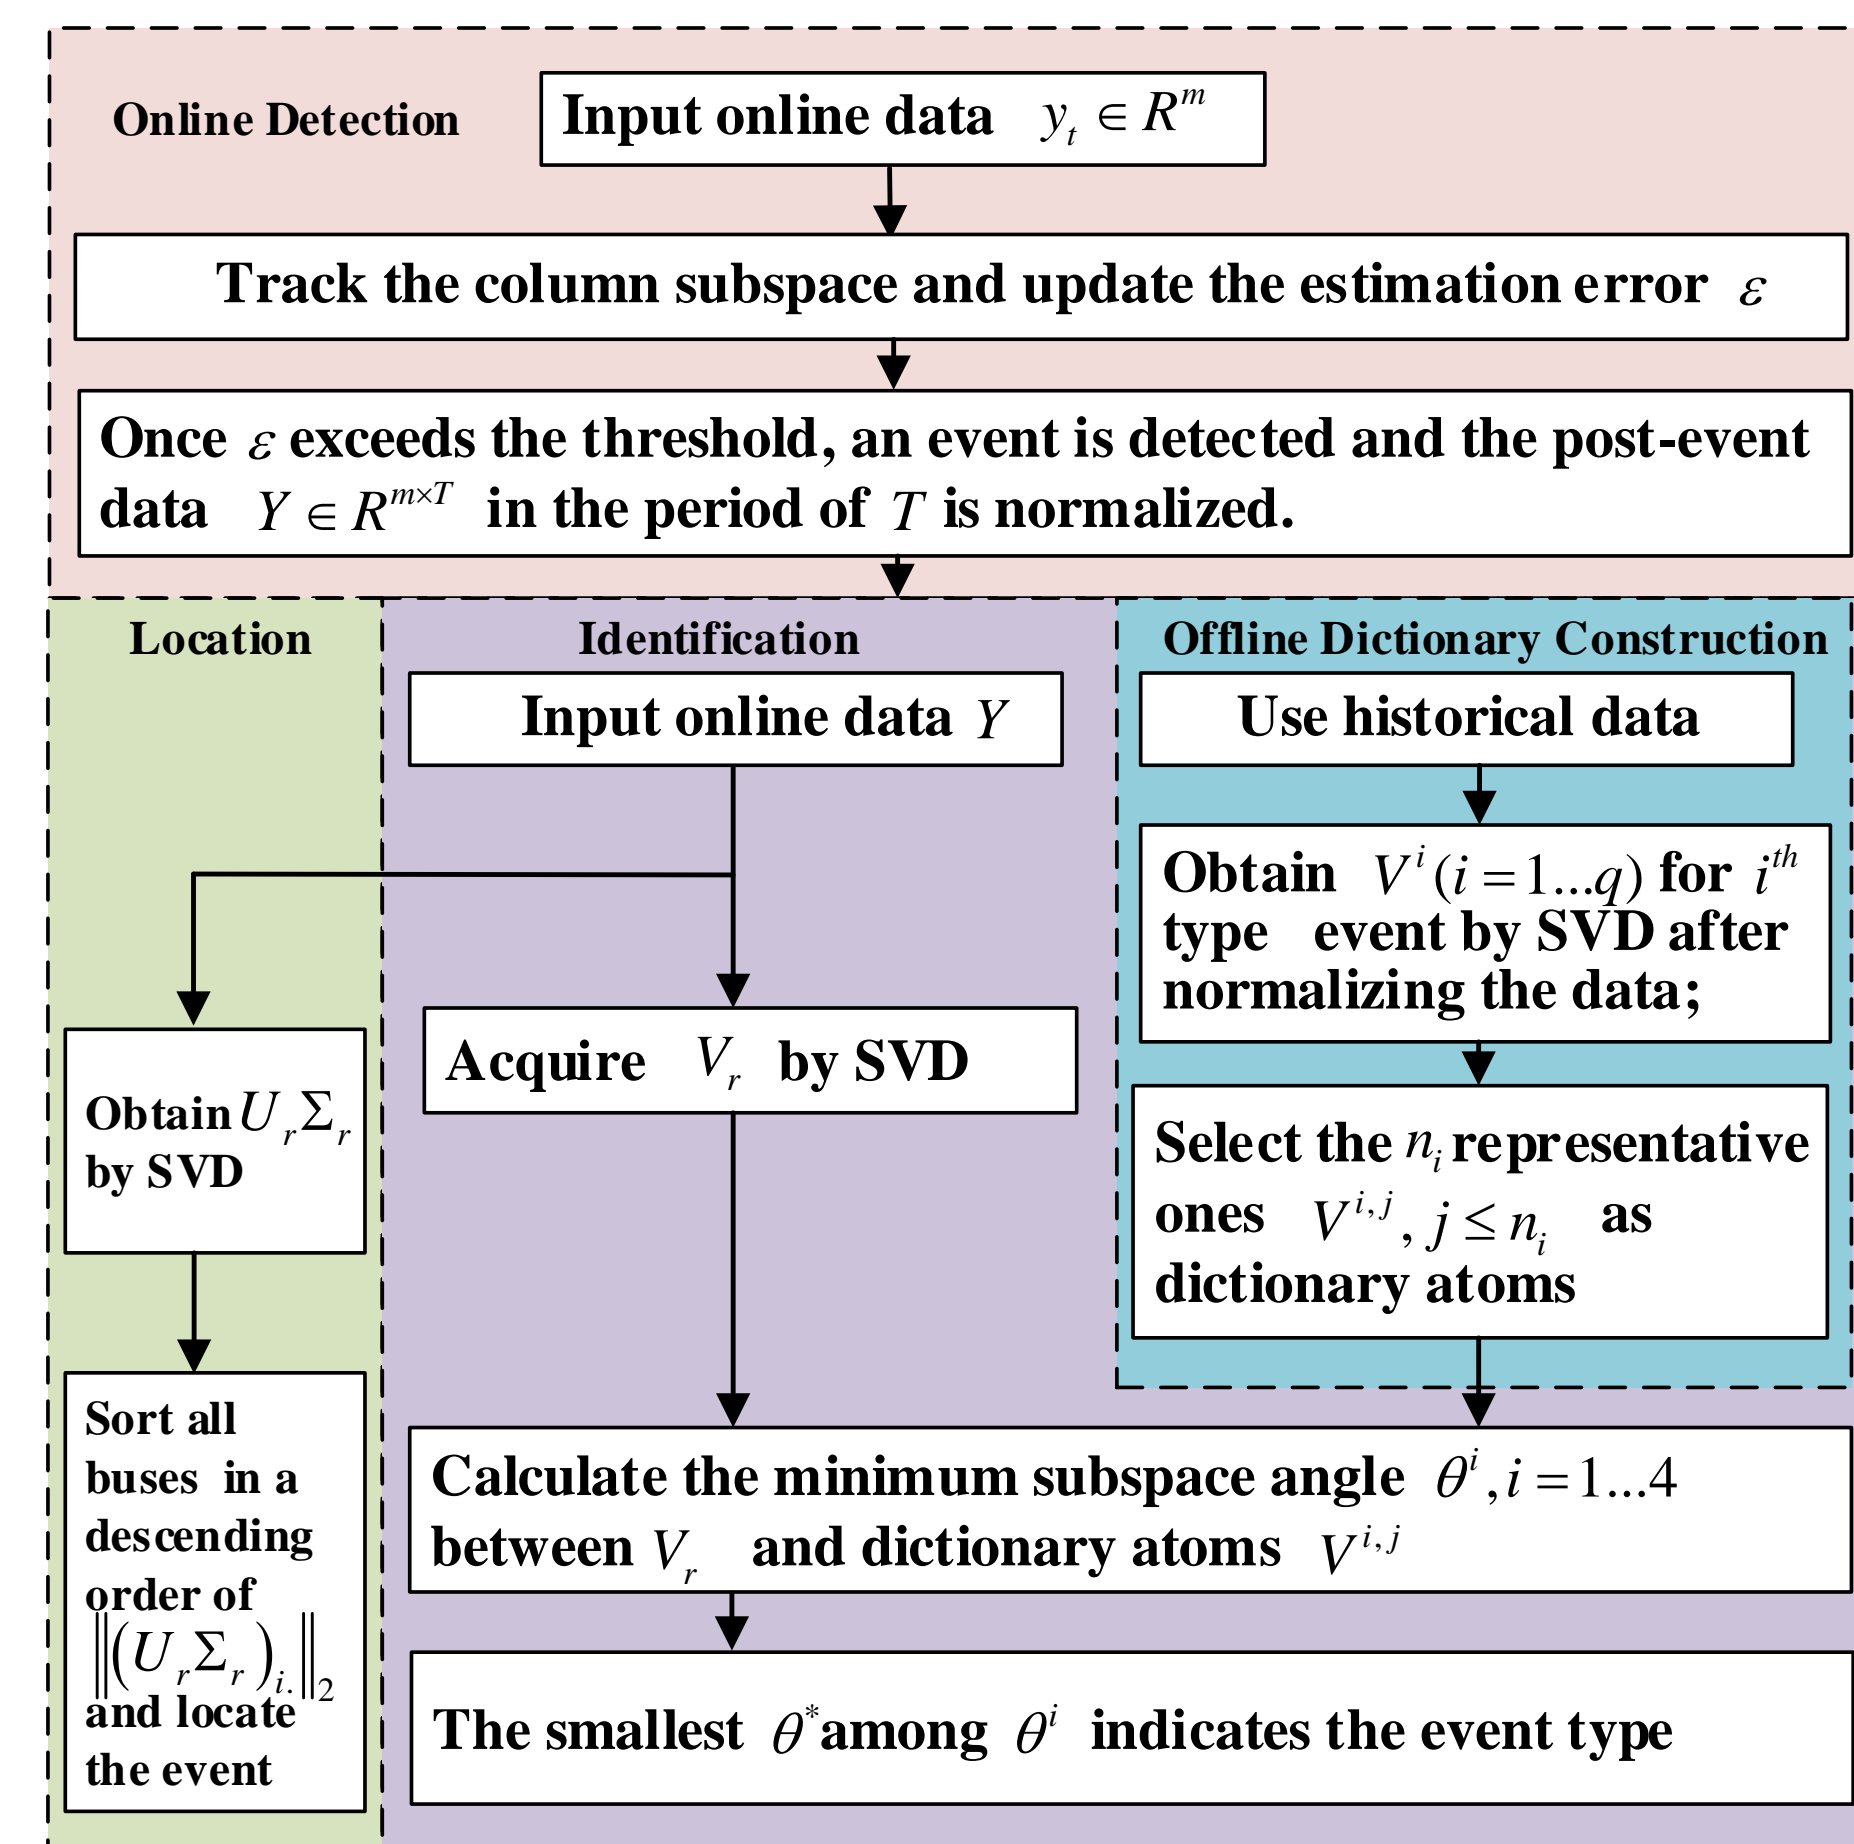 Online Detection
Input online data y_t ∈ R^m
Track the column subspace and update the estimation error ε
Once ε exceeds the threshold, an event is detected and the post-event
data Y ∈ R^{m×T} in the period of T is normalized.
Location
Identification
Offline Dictionary Construction
Input online data Y
Use historical data
Obtain V^i (i = 1...q) for i^{th}
type event by SVD after
normalizing the data;
Acquire V_r by SVD
Obtain U_r Σ_r
by SVD
Select the n_i representative
ones V^{i,j}, j ≤ n_i as
dictionary atoms
Sort all
buses in a
descending
order of
‖(U_r Σ_r)_{i.}‖_2
and locate
the event
Calculate the minimum subspace angle θ^i, i = 1...4
between V_r and dictionary atoms V^{i,j}
The smallest θ^* among θ^i indicates the event type